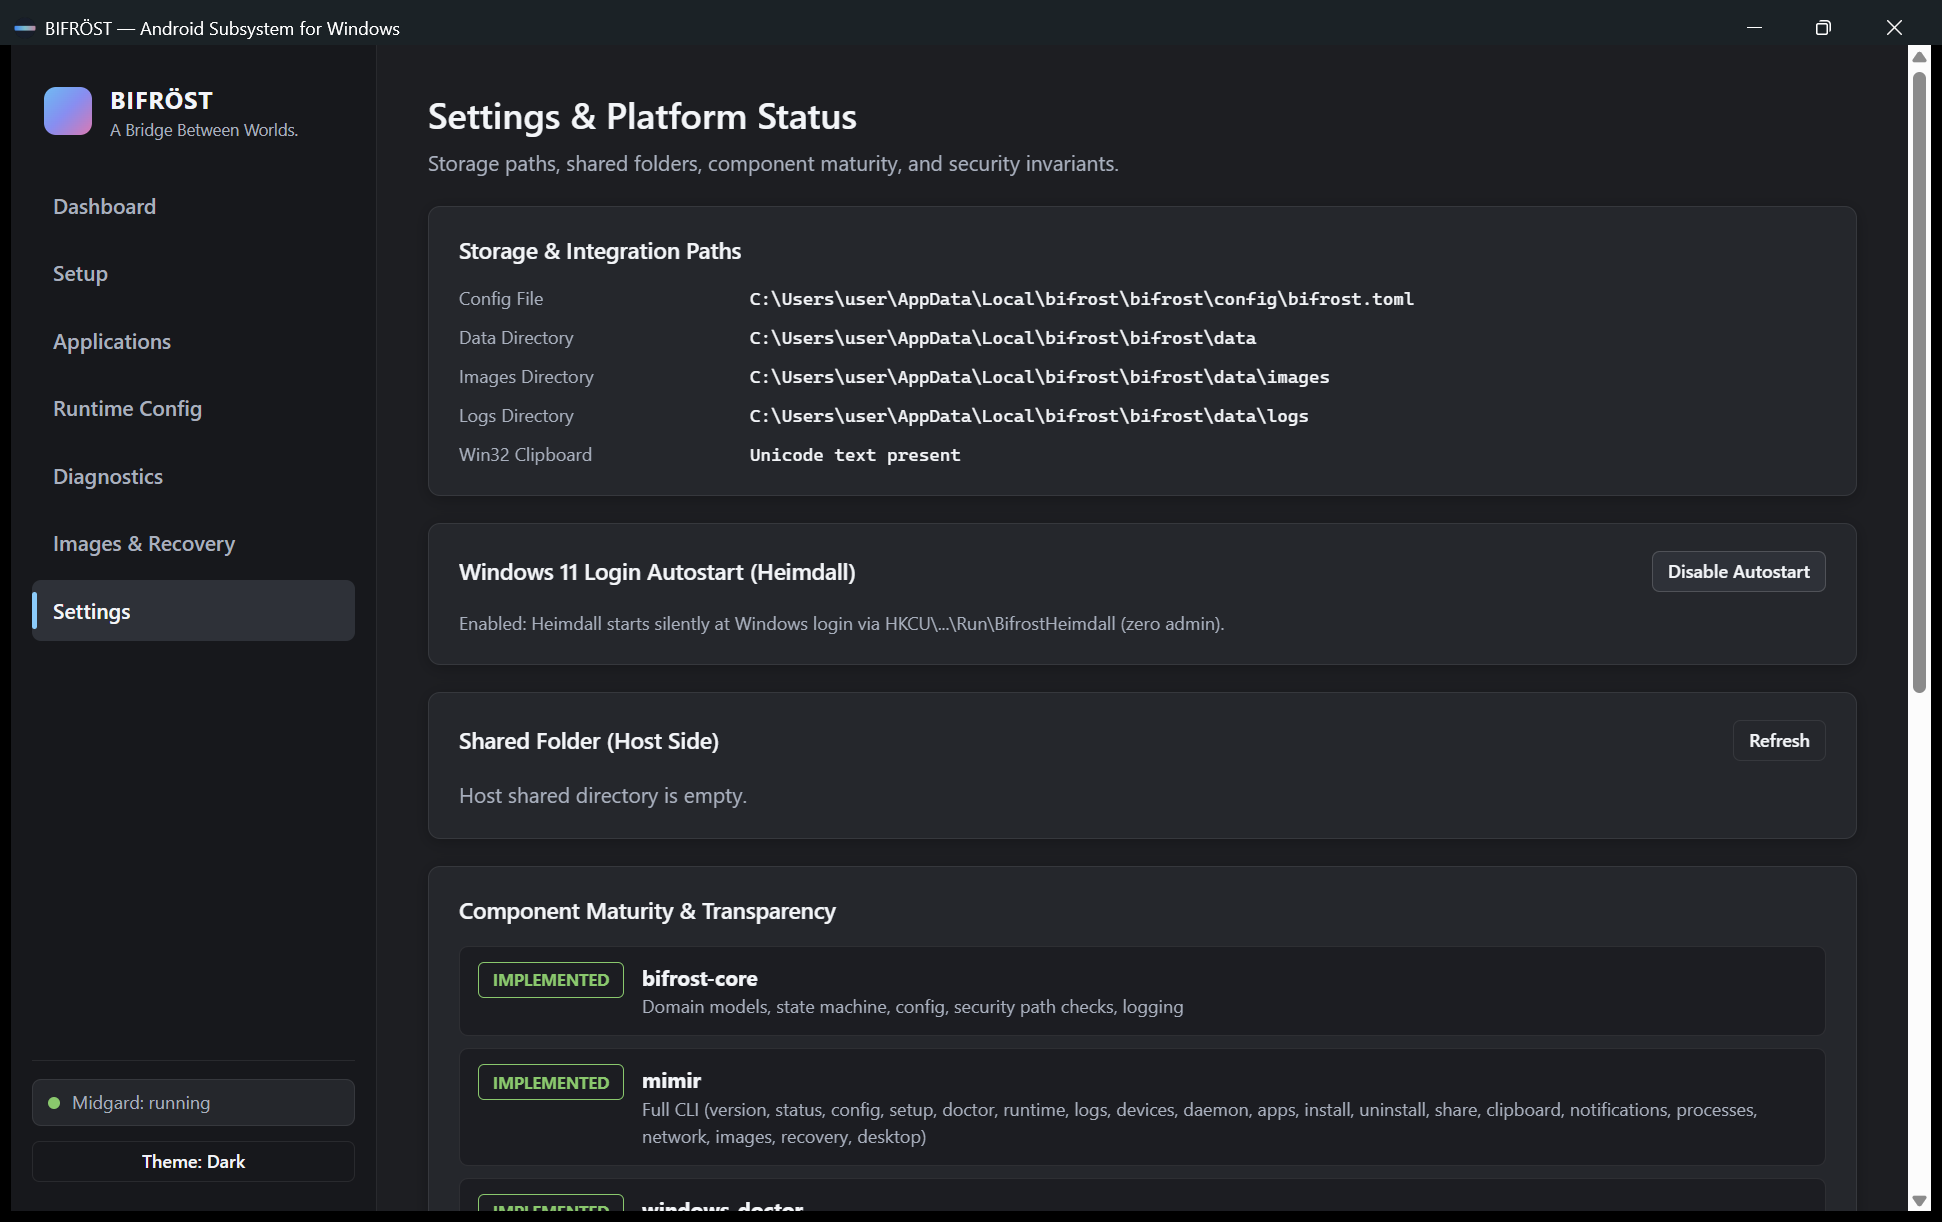 BIFRÖST — Android Subsystem for Windows
BIFRÖST
A Bridge Between Worlds.
Dashboard
Setup
Applications
Runtime Config
Diagnostics
Images & Recovery
Settings
Midgard: running
Theme: Dark
Settings & Platform Status
Storage paths, shared folders, component maturity, and security invariants.
Storage & Integration Paths
Config File C:\Users\user\AppData\Local\bifrost\bifrost\config\bifrost.toml
Data Directory C:\Users\user\AppData\Local\bifrost\bifrost\data
Images Directory C:\Users\user\AppData\Local\bifrost\bifrost\data\images
Logs Directory C:\Users\user\AppData\Local\bifrost\bifrost\data\logs
Win32 Clipboard Unicode text present
Windows 11 Login Autostart (Heimdall)
Disable Autostart
Enabled: Heimdall starts silently at Windows login via HKCU\...\Run\BifrostHeimdall (zero admin).
Shared Folder (Host Side)
Refresh
Host shared directory is empty.
Component Maturity & Transparency
IMPLEMENTED bifrost-core
Domain models, state machine, config, security path checks, logging
IMPLEMENTED mimir
Full CLI (version, status, config, setup, doctor, runtime, logs, devices, daemon, apps, install, uninstall, share, clipboard, notifications, processes,
network, images, recovery, desktop)
IMPLEMENTED windows-doctor